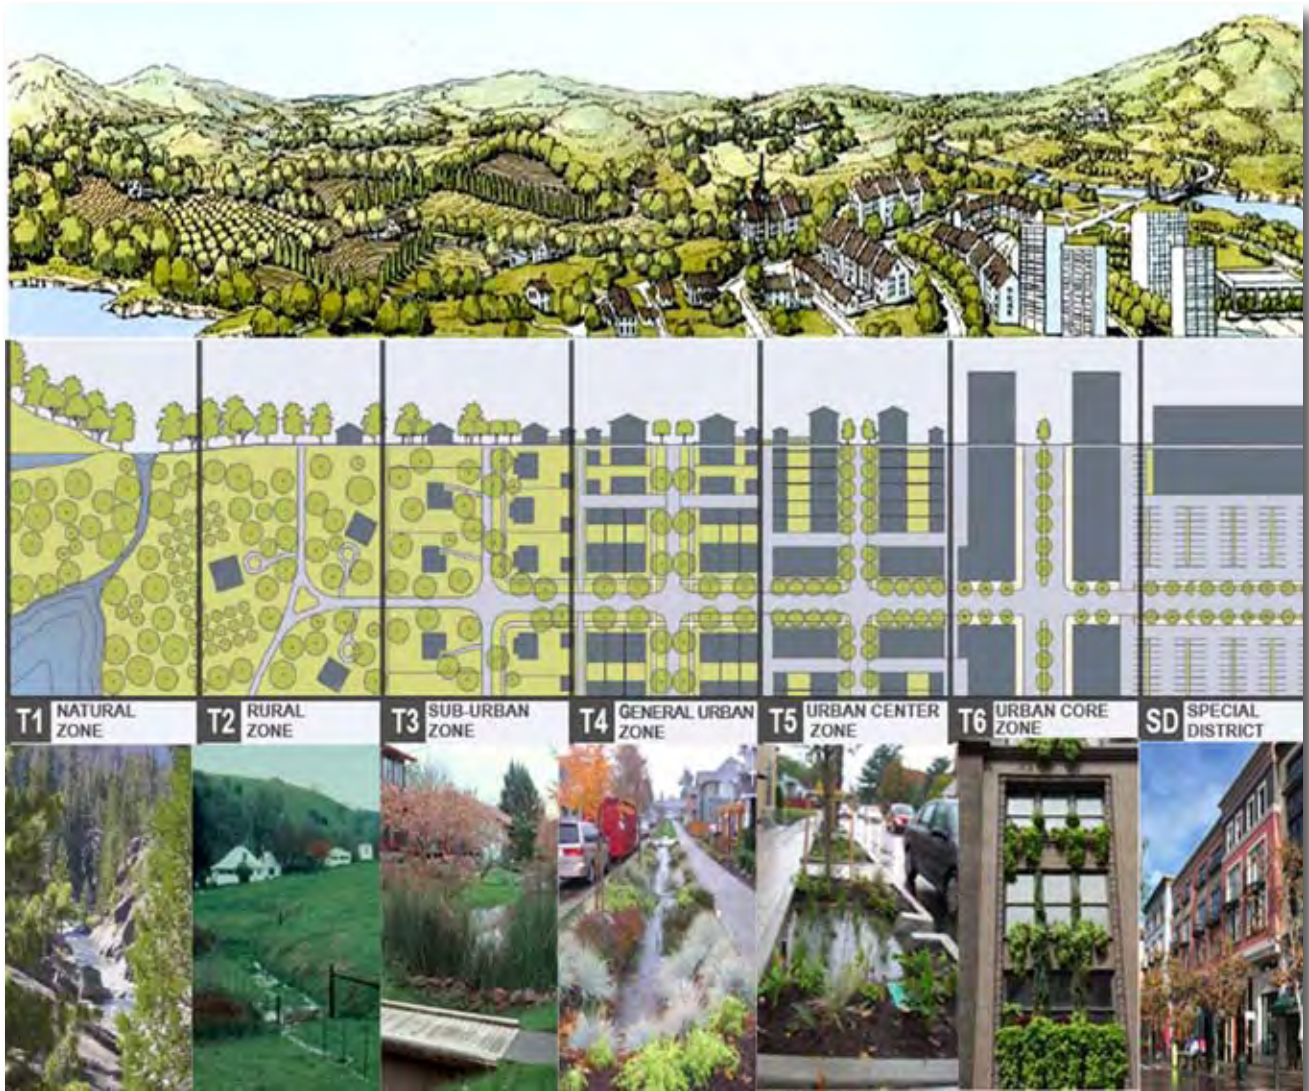 T1 NATURAL
ZONE
T2 RURAL
ZONE
T3 SUB-URBAN
ZONE
T4 GENERAL URBAN
ZONE
T5 URBAN CENTER
ZONE
T6 URBAN CORE
ZONE
SD SPECIAL
DISTRICT